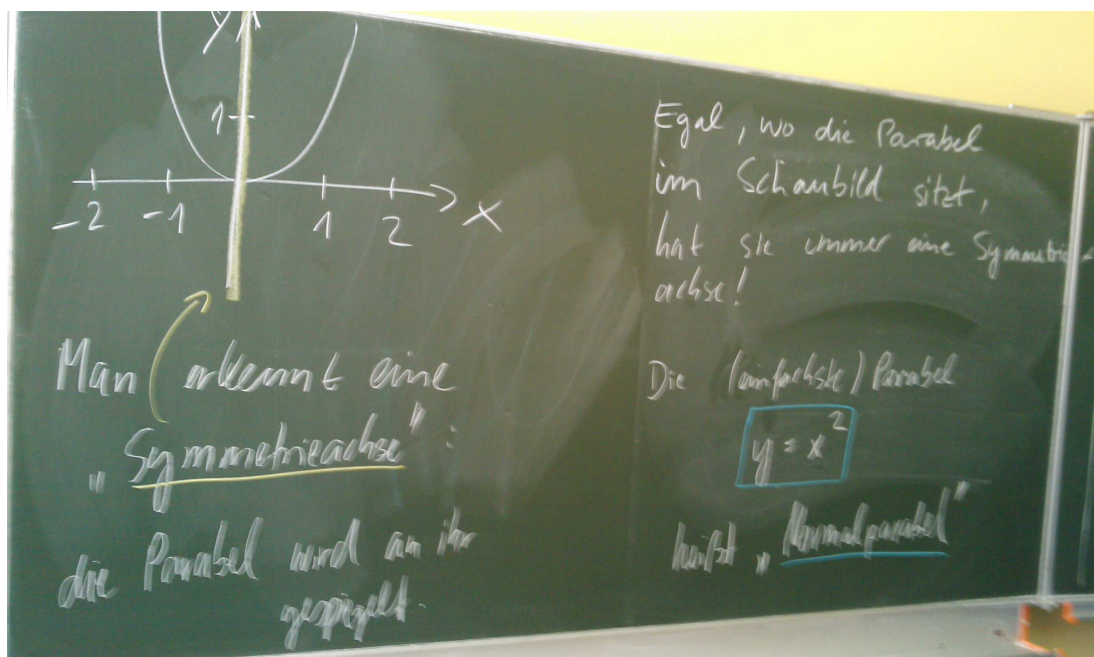 y
1
-2 -1 1 2 x
Man erkennt eine
„Symmetrieachse":
die Parabel wird an ihr
gespiegelt.
Egal, wo die Parabel
im Schaubild sitzt,
hat sie immer eine Symmetrie-
achse!
Die (einfachste) Parabel
y = x²
heißt „Normalparabel"